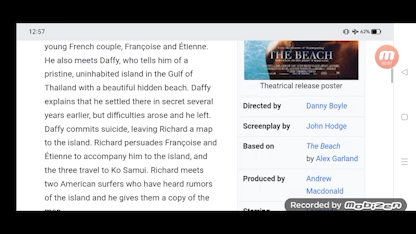 12:57
62%
young French couple, Françoise and Étienne.
He also meets Daffy, who tells him of a
pristine, uninhabited island in the Gulf of
Thailand with a beautiful hidden beach. Daffy
explains that he settled there in secret several
years earlier, but difficulties arose and he left.
Daffy commits suicide, leaving Richard a map
to the island. Richard persuades Françoise and
Étienne to accompany him to the island, and
the three travel to Ko Samui. Richard meets
two American surfers who have heard rumors
of the island and he gives them a copy of the
map.
THE BEACH
Theatrical release poster
Directed by Danny Boyle
Screenplay by John Hodge
Based on The Beach
by Alex Garland
Produced by Andrew
Macdonald
Starring
Recorded by Mobizen